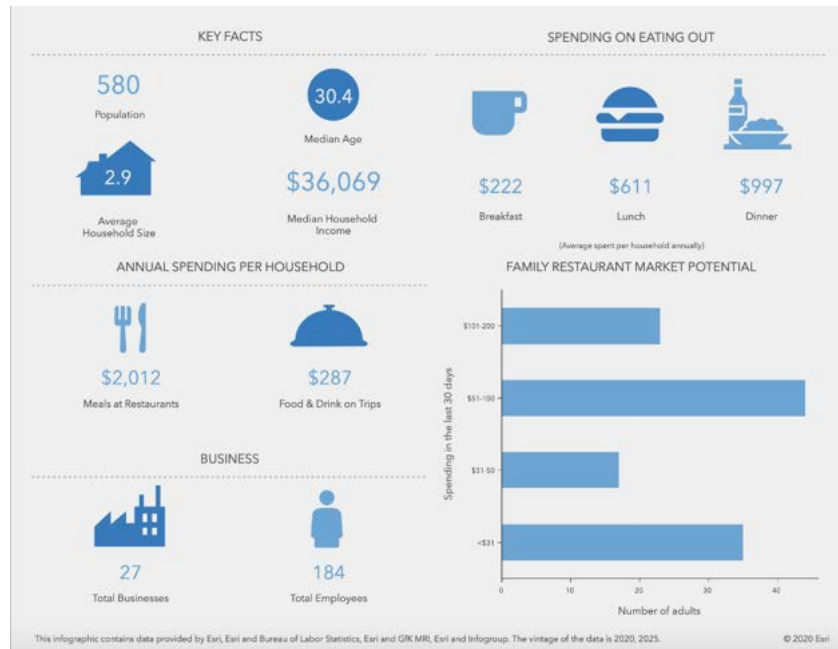 KEY FACTS
580
Population
30.4
Median Age
2.9
Average
Household Size
$36,069
Median Household
Income
SPENDING ON EATING OUT
$222
Breakfast
$611
Lunch
$997
Dinner
(Average spent per household annually)
ANNUAL SPENDING PER HOUSEHOLD
$2,012
Meals at Restaurants
$287
Food & Drink on Trips
FAMILY RESTAURANT MARKET POTENTIAL
Spending in the last 30 days
$101-200
$51-100
$31-50
<$31
0
10
20
30
40
Number of adults
BUSINESS
27
Total Businesses
184
Total Employees
This infographic contains data provided by Esri, Esri and Bureau of Labor Statistics, Esri and GfK MRI, Esri and Infogroup. The vintage of the data is 2020, 2025.
© 2020 Esri